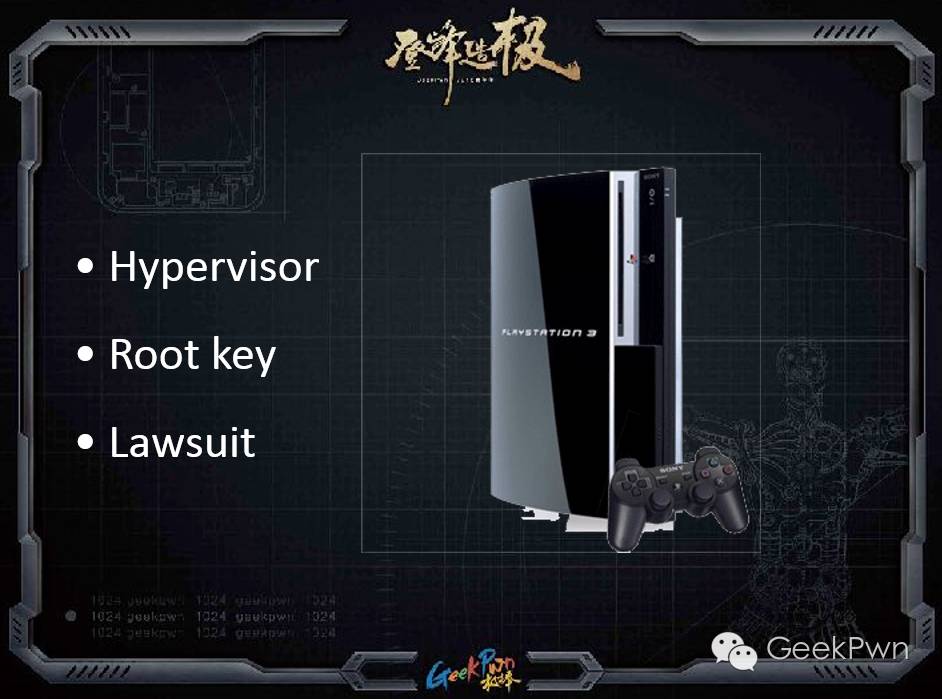 登峰造极
SONY
• Hypervisor
PLAYSTATION 3
• Root key
• Lawsuit
SONY
1024 geekpwn 1024 geekpwn 1024
1024 geekpwn 1024 geekpwn 1024
1024 geekpwn 1024 geekpwn 1024
GeekPwn
GeekPwn